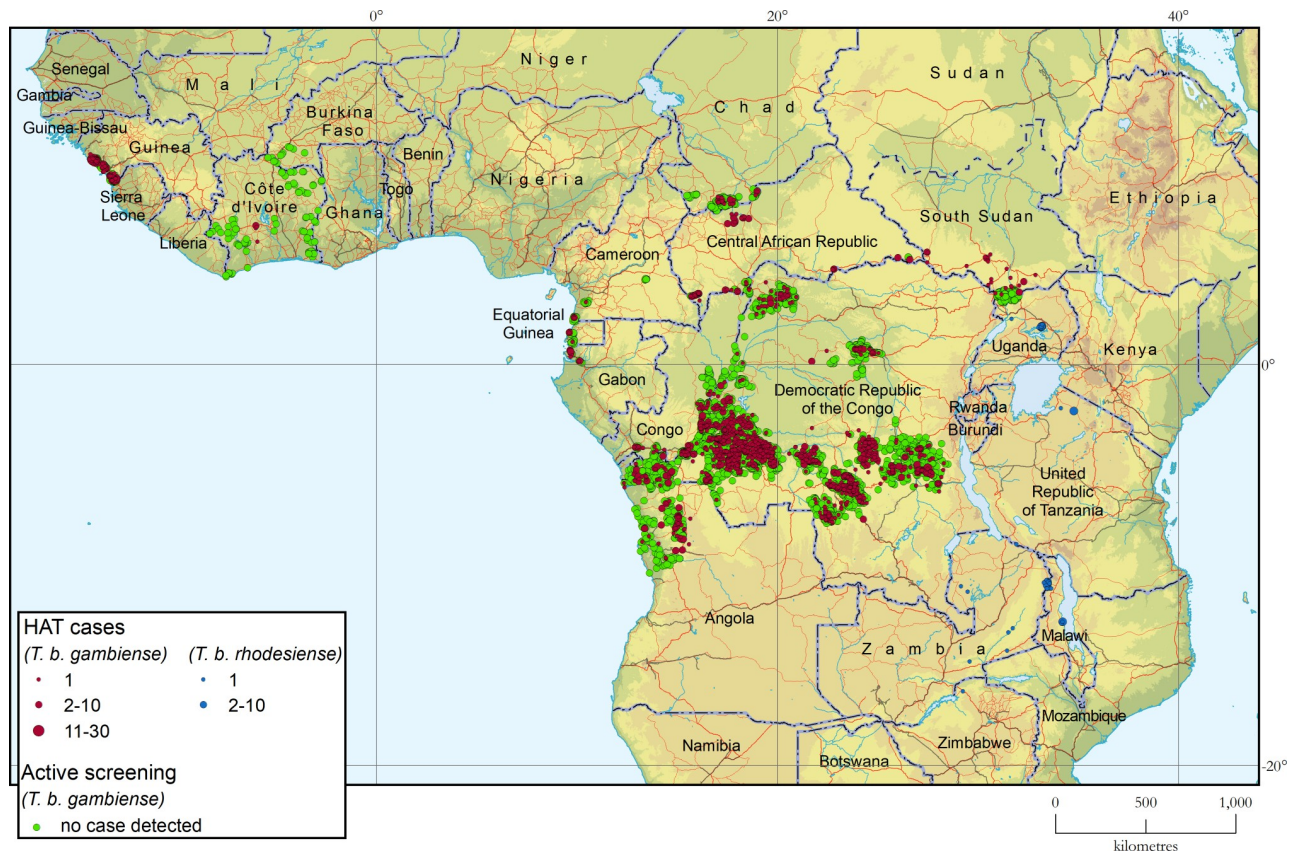 0°
20°
40°
Senegal
Mali
Niger
Sudan
Gambia
Chad
Burkina
Faso
Guinea-Bissau
Guinea
Benin
Nigeria
Côte
d'Ivoire
Togo
Ghana
Sierra
Leone
Liberia
Ethiopia
South Sudan
Central African Republic
Cameroon
Equatorial
Guinea
Uganda
Kenya
0°
Gabon
Democratic Republic
of the Congo
Rwanda
Burundi
Congo
United
Republic
of Tanzania
Angola
Zambia
Malawi
Mozambique
Namibia
Zimbabwe
Botswana
-20°
HAT cases
(T. b. gambiense) (T. b. rhodesiense)
1 1
2-10 2-10
11-30
Active screening
(T. b. gambiense)
no case detected
0 500 1,000
kilometres